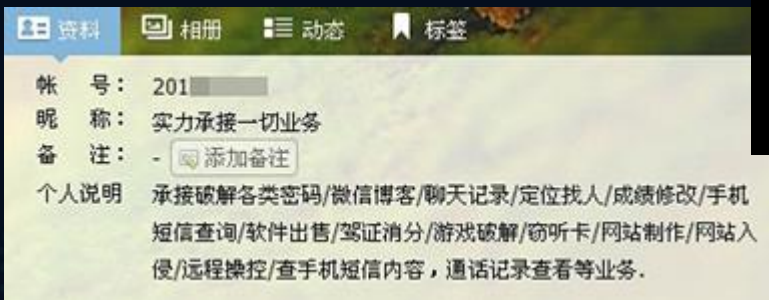 资料 相册 动态 标签
帐 号： 201
昵 称： 实力承接一切业务
备 注： - 添加备注
个人说明 承接破解各类密码/微信博客/聊天记录/定位找人/成绩修改/手机
短信查询/软件出售/驾证消分/游戏破解/窃听卡/网站制作/网站入
侵/远程操控/查手机短信内容，通话记录查看等业务.